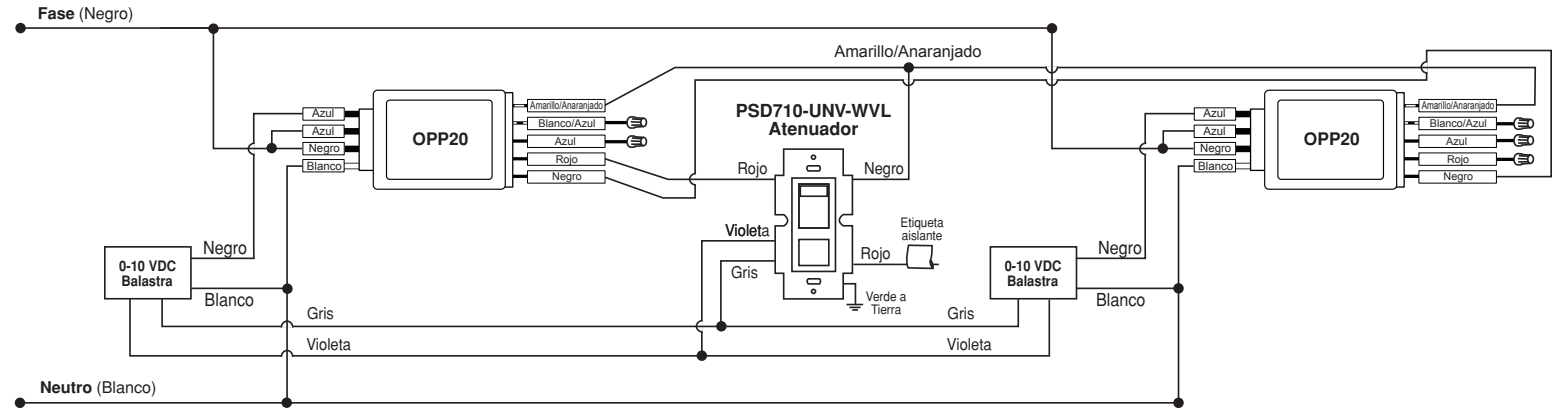 Fase (Negro)
Amarillo/Anaranjado
Azul
Azul
Negro
Blanco
OPP20
Amarillo/Anaranjado
Blanco/Azul
Azul
Rojo
Negro
PSD710-UNV-WVL
Atenuador
Rojo
Negro
Violeta
Gris
Etiqueta
aislante
Rojo
Verde a
Tierra
Azul
Azul
Negro
Blanco
OPP20
Amarillo/Anaranjado
Blanco/Azul
Azul
Rojo
Negro
Negro
0-10 VDC
Balastra
Blanco
Gris
Violeta
Negro
0-10 VDC
Balastra
Blanco
Gris
Violeta
Neutro (Blanco)